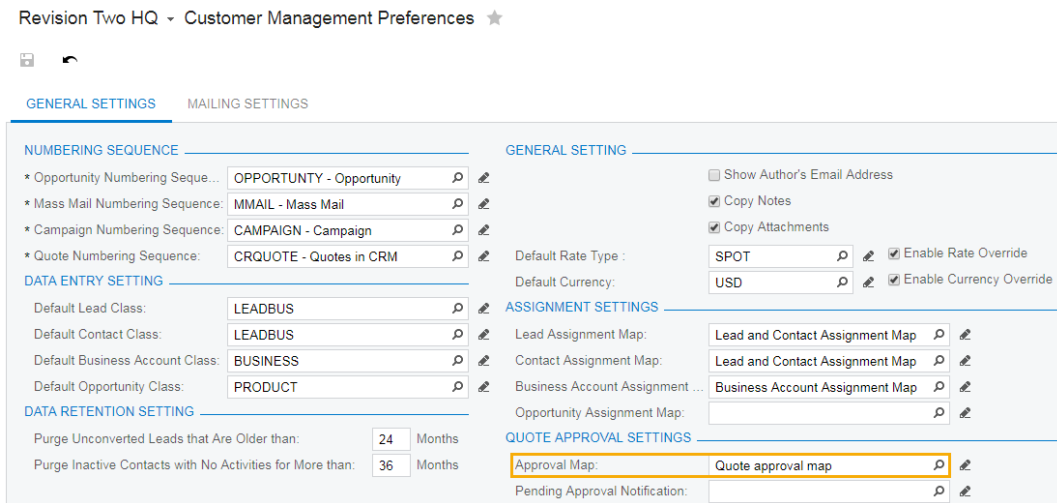 Revision Two HQ Customer Management Preferences
GENERAL SETTINGS MAILING SETTINGS
NUMBERING SEQUENCE
* Opportunity Numbering Seque... OPPORTUNTY - Opportunity
* Mass Mail Numbering Sequence: MMAIL - Mass Mail
* Campaign Numbering Sequence: CAMPAIGN - Campaign
* Quote Numbering Sequence: CRQUOTE - Quotes in CRM
DATA ENTRY SETTING
Default Lead Class: LEADBUS
Default Contact Class: LEADBUS
Default Business Account Class: BUSINESS
Default Opportunity Class: PRODUCT
DATA RETENTION SETTING
Purge Unconverted Leads that Are Older than: 24 Months
Purge Inactive Contacts with No Activities for More than: 36 Months
GENERAL SETTING
Show Author's Email Address
Copy Notes
Copy Attachments
Default Rate Type : SPOT Enable Rate Override
Default Currency: USD Enable Currency Override
ASSIGNMENT SETTINGS
Lead Assignment Map: Lead and Contact Assignment Map
Contact Assignment Map: Lead and Contact Assignment Map
Business Account Assignment ... Business Account Assignment Map
Opportunity Assignment Map:
QUOTE APPROVAL SETTINGS
Approval Map: Quote approval map
Pending Approval Notification: